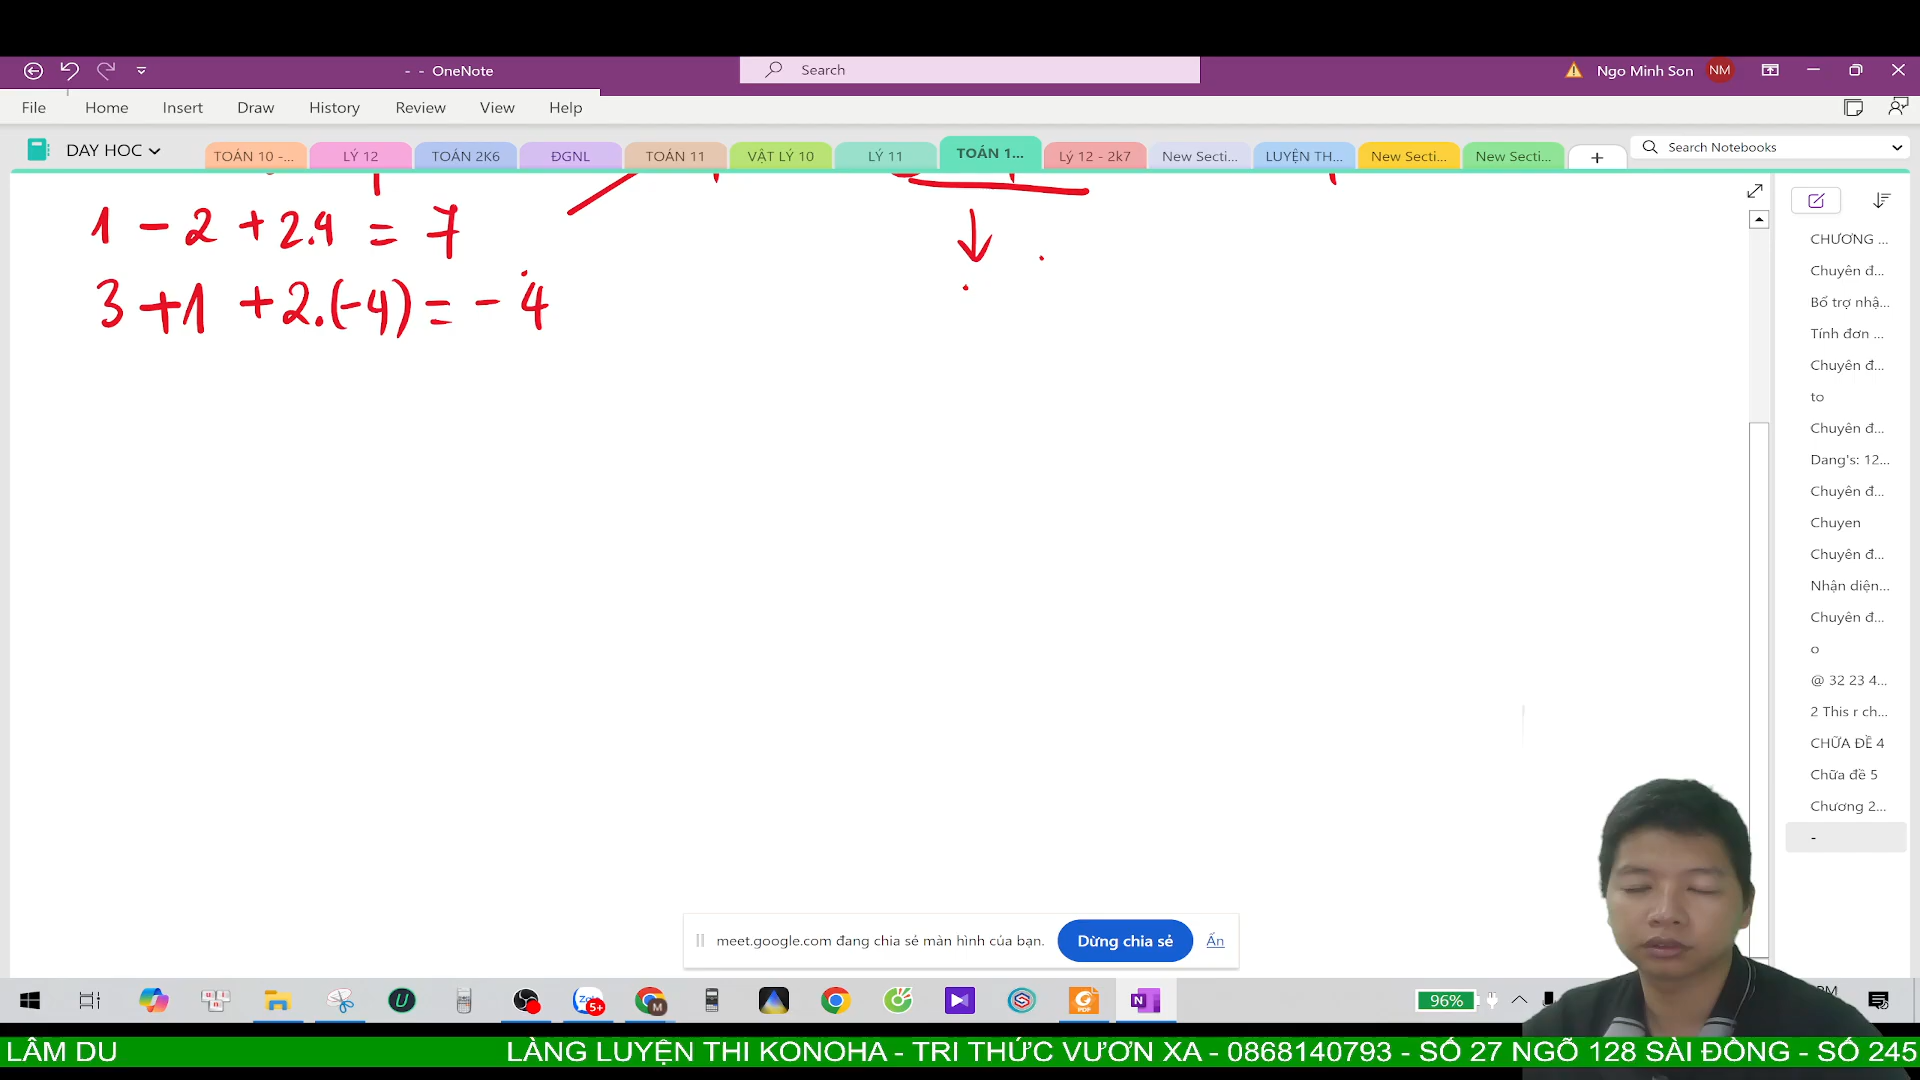 - - OneNote
Search
Ngo Minh Son NM
File Home Insert Draw History Review View Help
DAY HOC
TOÁN 10 -... LÝ 12 TOÁN 2K6 ĐGNL TOÁN 11 VẬT LÝ 10 LÝ 11 TOÁN 1... Lý 12 - 2k7 New Secti... LUYỆN TH... New Secti... New Secti... +
Search Notebooks
1 - 2 + 2.4 = 7
3 + 1 + 2.(-4) = - 4
CHƯƠNG ...
Chuyên đ...
Bố trợ nhậ...
Tính đơn ...
Chuyên đ...
to
Chuyên đ...
Dang's: 12...
Chuyên đ...
Chuyen
Chuyên đ...
Nhận diện...
Chuyên đ...
o
@ 32 23 4...
2 This r ch...
CHỮA ĐỀ 4
Chữa đề 5
Chương 2...
-
meet.google.com đang chia sẻ màn hình của bạn.
Dừng chia sẻ
Ẩn
96%
LÂM DU LÀNG LUYỆN THI KONOHA - TRI THỨC VƯƠN XA - 0868140793 - SỐ 27 NGÕ 128 SÀI ĐỒNG - SỐ 245